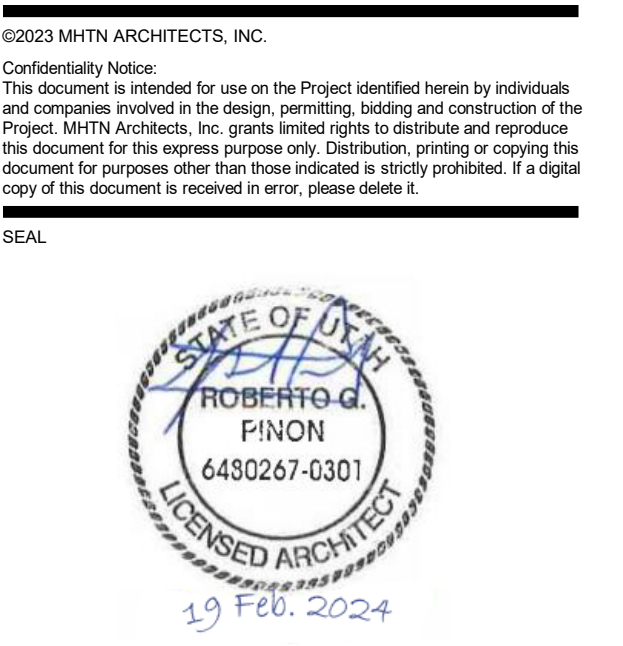 ©2023 MHTN ARCHITECTS, INC.
Confidentiality Notice:
This document is intended for use on the Project identified herein by individuals
and companies involved in the design, permitting, bidding and construction of the
Project. MHTN Architects, Inc. grants limited rights to distribute and reproduce
this document for this express purpose only. Distribution, printing or copying this
document for purposes other than those indicated is strictly prohibited. If a digital
copy of this document is received in error, please delete it.
SEAL
STATE OF UTAH
ROBERTO G.
PINON
6480267-0301
LICENSED ARCHITECT
19 Feb. 2024